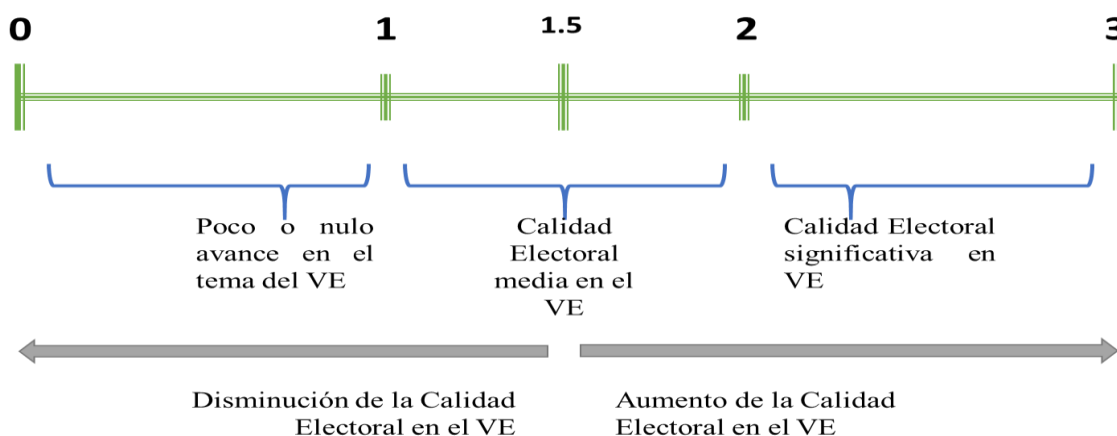 0 1 1.5 2 3
Poco o nulo
avance en el
tema del VE
Calidad
Electoral
media en el
VE
Calidad Electoral
significativa en
VE
Disminución de la Calidad
Electoral en el VE
Aumento de la Calidad
Electoral en el VE